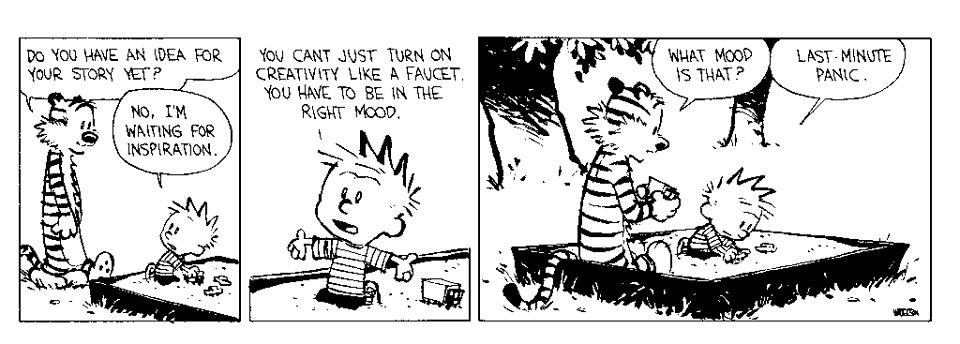 DO YOU HAVE AN IDEA FOR
YOUR STORY YET?
NO, I'M
WAITING FOR
INSPIRATION.
YOU CANT JUST TURN ON
CREATIVITY LIKE A FAUCET.
YOU HAVE TO BE IN THE
RIGHT MOOD.
WHAT MOOD
IS THAT?
LAST-MINUTE
PANIC.